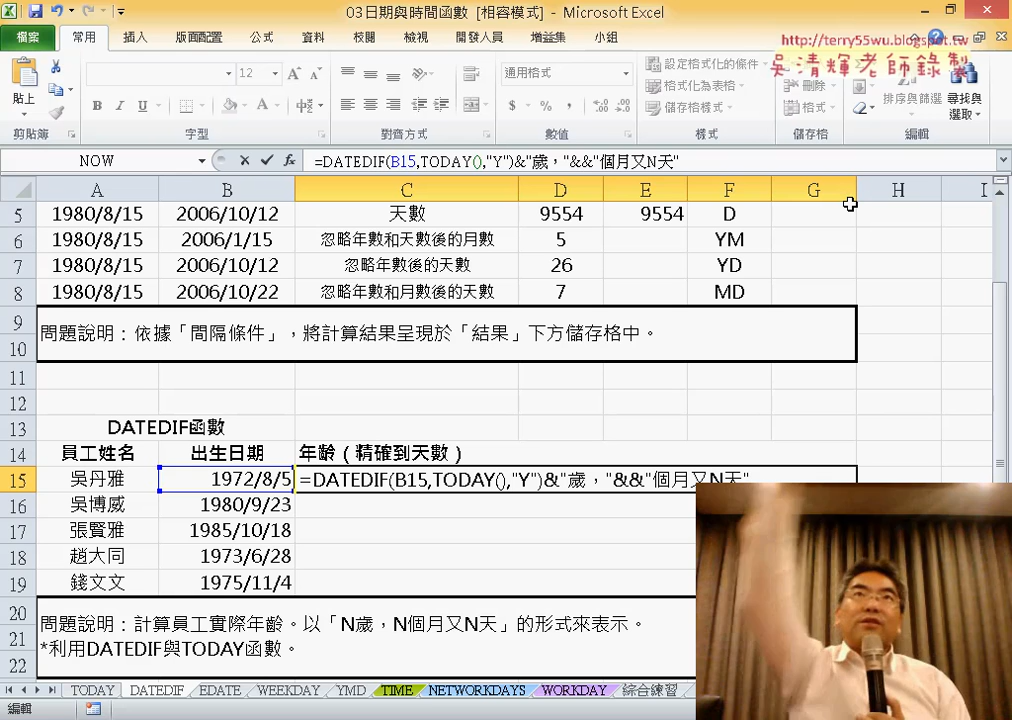 03日期與時間函數 [相容模式] - Microsoft Excel
http://terry55wu.blogspot.tw
吳清輝老師錄製
檔案 常用 插入 版面配置 公式 資料 校閱 檢視 開發人員 增益集 小組
貼上 12 通用格式 設定格式化的條件 格式化為表格 儲存格樣式 刪除 格式 排序與篩選 尋找與選取
剪貼簿 字型 對齊方式 數值 樣式 儲存格 編輯
NOW =DATEDIF(B15,TODAY(),"Y")&"歲，"&&"個月又N天"
A B C D E F G H I
5 1980/8/15 2006/10/12 天數 9554 9554 D
6 1980/8/15 2006/1/15 忽略年數和天數後的月數 5 YM
7 1980/8/15 2006/10/12 忽略年數後的天數 26 YD
8 1980/8/15 2006/10/22 忽略年數和月數後的天數 7 MD
9 問題說明：依據「間隔條件」，將計算結果呈現於「結果」下方儲存格中。
10
11
12
13 DATEDIF函數
14 員工姓名 出生日期 年齡（精確到天數）
15 吳丹雅 1972/8/5 =DATEDIF(B15,TODAY(),"Y")&"歲，"&&"個月又N天"
16 吳博威 1980/9/23
17 張賢雅 1985/10/18
18 趙大同 1973/6/28
19 錢文文 1975/11/4
20 問題說明：計算員工實際年齡。以「N歲，N個月又N天」的形式來表示。
21 *利用DATEDIF與TODAY函數。
22
TODAY DATEDIF EDATE WEEKDAY YMD TIME NETWORKDAYS WORKDAY 綜合練習
編輯